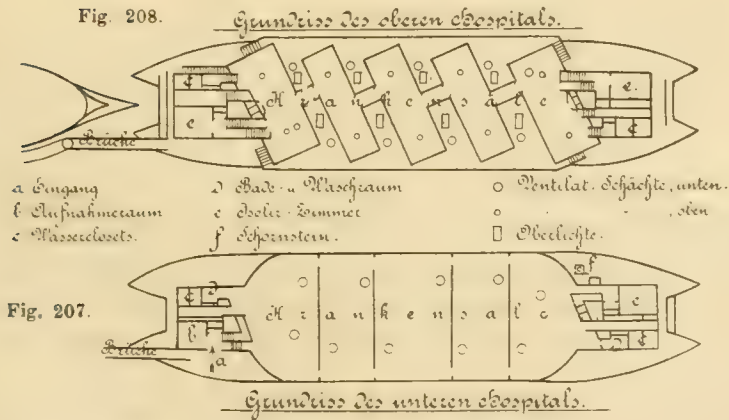 Fig. 208.
Grundriss des oberen Hospitals.
c
e
Krankensäle
e.
c
Brücke
a Eingang
b Aufnahmeraum
c Wasserclosets.
d Bade- u Waschraum
e Isolir-Zimmer
f Schornstein.
○ Ventilat. Schächte, unten.
○ " " , oben
▯ Oberlichte.
Fig. 207.
c
d
b
Krankensale
f
e
d
Brücke
a
Grundriss des unteren Hospitals.